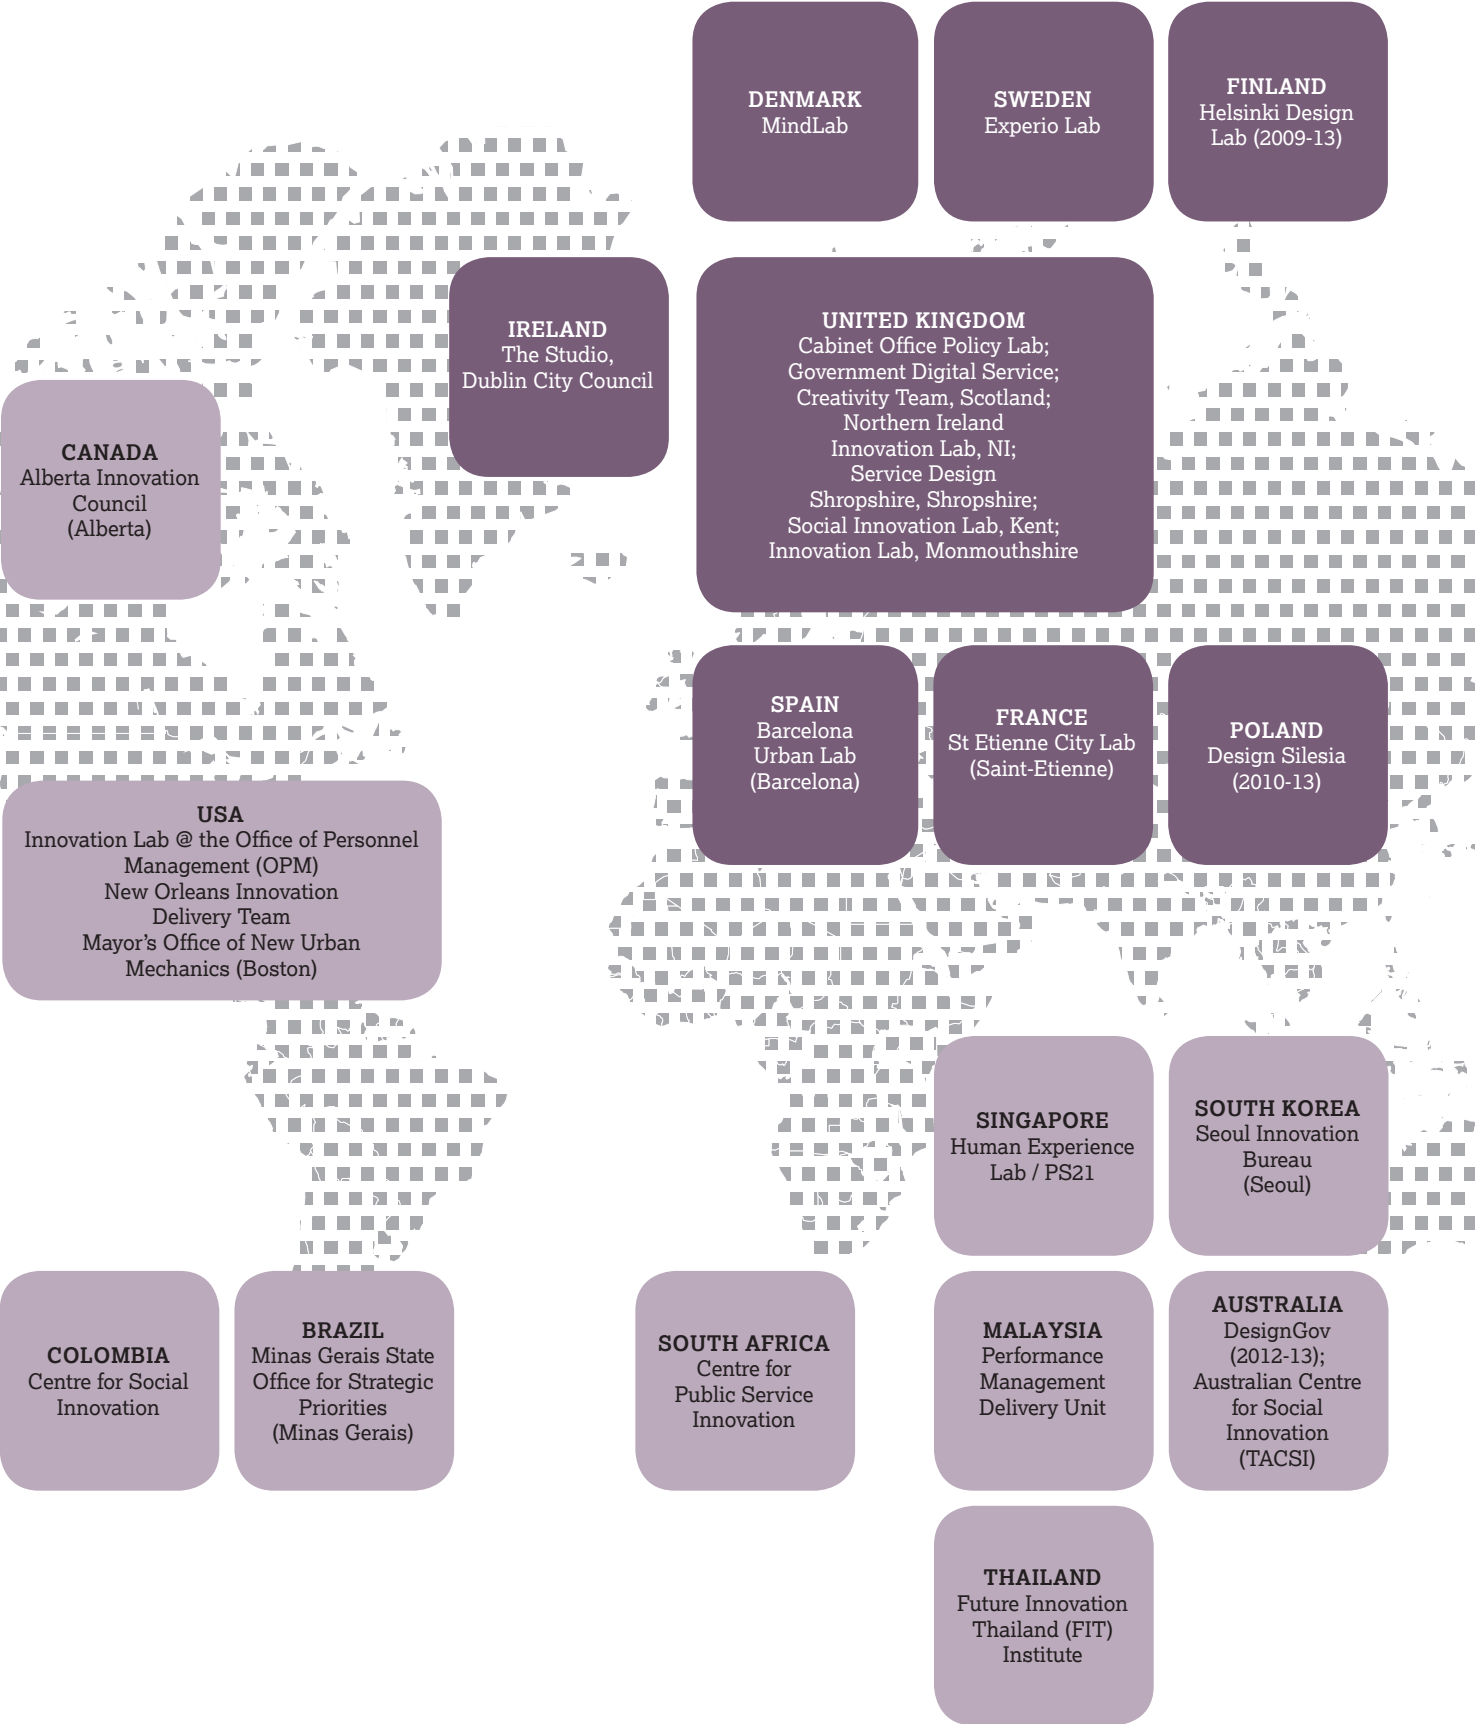 DENMARK
MindLab
SWEDEN
Experio Lab
FINLAND
Helsinki Design
Lab (2009-13)
IRELAND
The Studio,
Dublin City Council
UNITED KINGDOM
Cabinet Office Policy Lab;
Government Digital Service;
Creativity Team, Scotland;
Northern Ireland
Innovation Lab, NI;
Service Design
Shropshire, Shropshire;
Social Innovation Lab, Kent;
Innovation Lab, Monmouthshire
CANADA
Alberta Innovation
Council
(Alberta)
SPAIN
Barcelona
Urban Lab
(Barcelona)
FRANCE
St Etienne City Lab
(Saint-Etienne)
POLAND
Design Silesia
(2010-13)
USA
Innovation Lab @ the Office of Personnel
Management (OPM)
New Orleans Innovation
Delivery Team
Mayor’s Office of New Urban
Mechanics (Boston)
SINGAPORE
Human Experience
Lab / PS21
SOUTH KOREA
Seoul Innovation
Bureau
(Seoul)
COLOMBIA
Centre for Social
Innovation
BRAZIL
Minas Gerais State
Office for Strategic
Priorities
(Minas Gerais)
SOUTH AFRICA
Centre for
Public Service
Innovation
MALAYSIA
Performance
Management
Delivery Unit
AUSTRALIA
DesignGov
(2012-13);
Australian Centre
for Social
Innovation
(TACSI)
THAILAND
Future Innovation
Thailand (FIT)
Institute